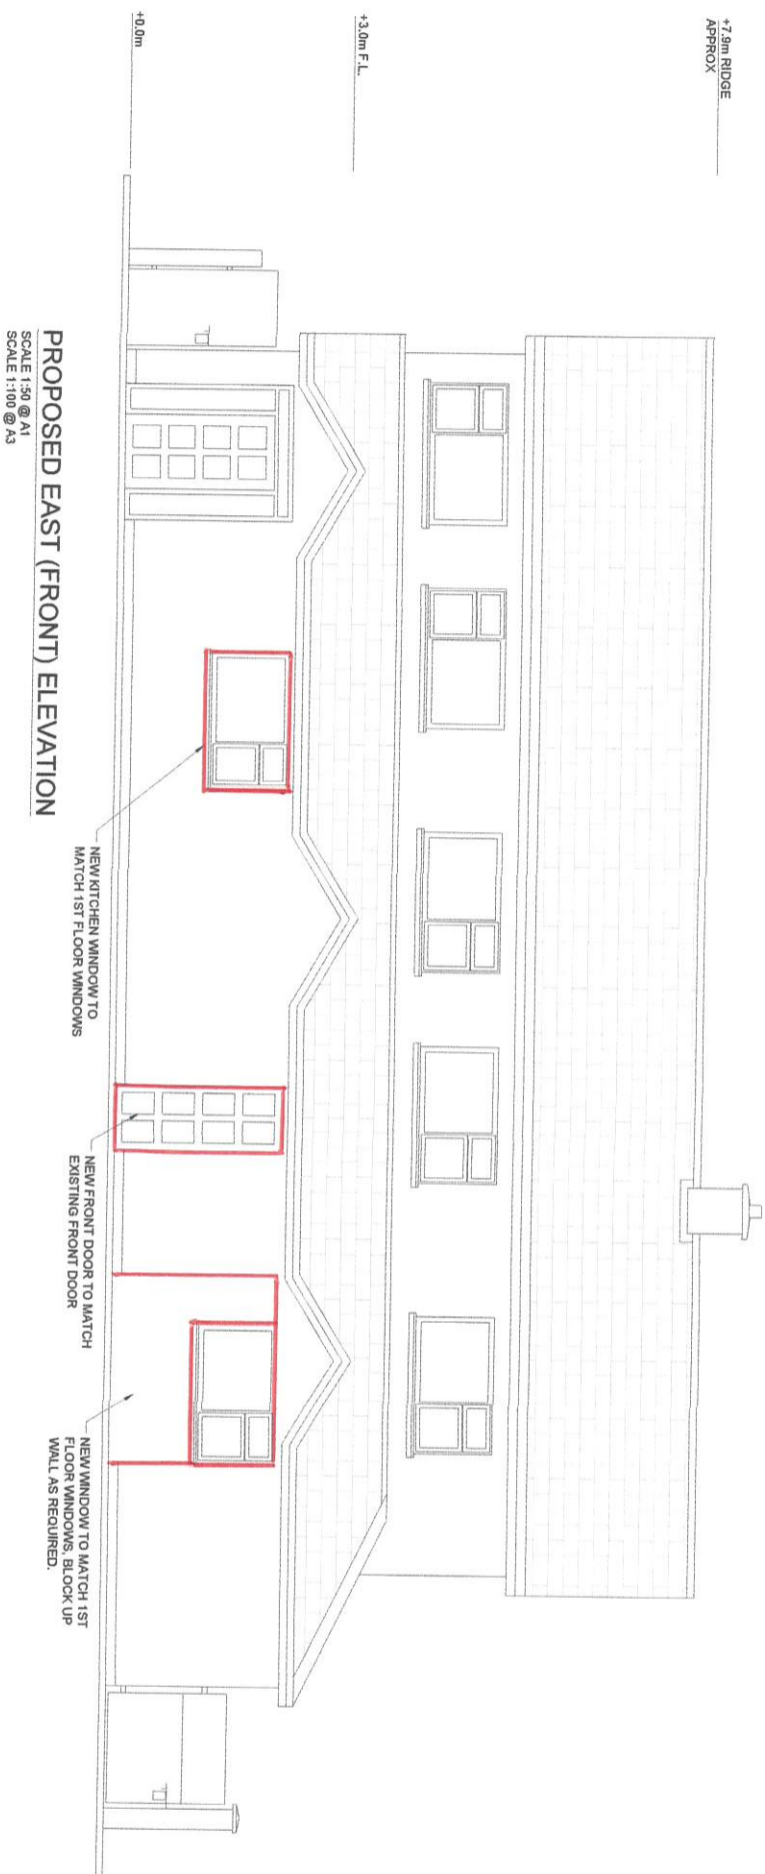 +7.9m RIDGE
APPROX
+3.0m F.L.
+0.0m
NEW KITCHEN WINDOW TO
MATCH 1ST FLOOR WINDOWS
NEW FRONT DOOR TO MATCH
EXISTING FRONT DOOR
NEW WINDOW TO MATCH 1ST
FLOOR WINDOWS, BLOCK UP
WALL AS REQUIRED.
PROPOSED EAST (FRONT) ELEVATION
SCALE 1:50 @ A1
SCALE 1:100 @ A3